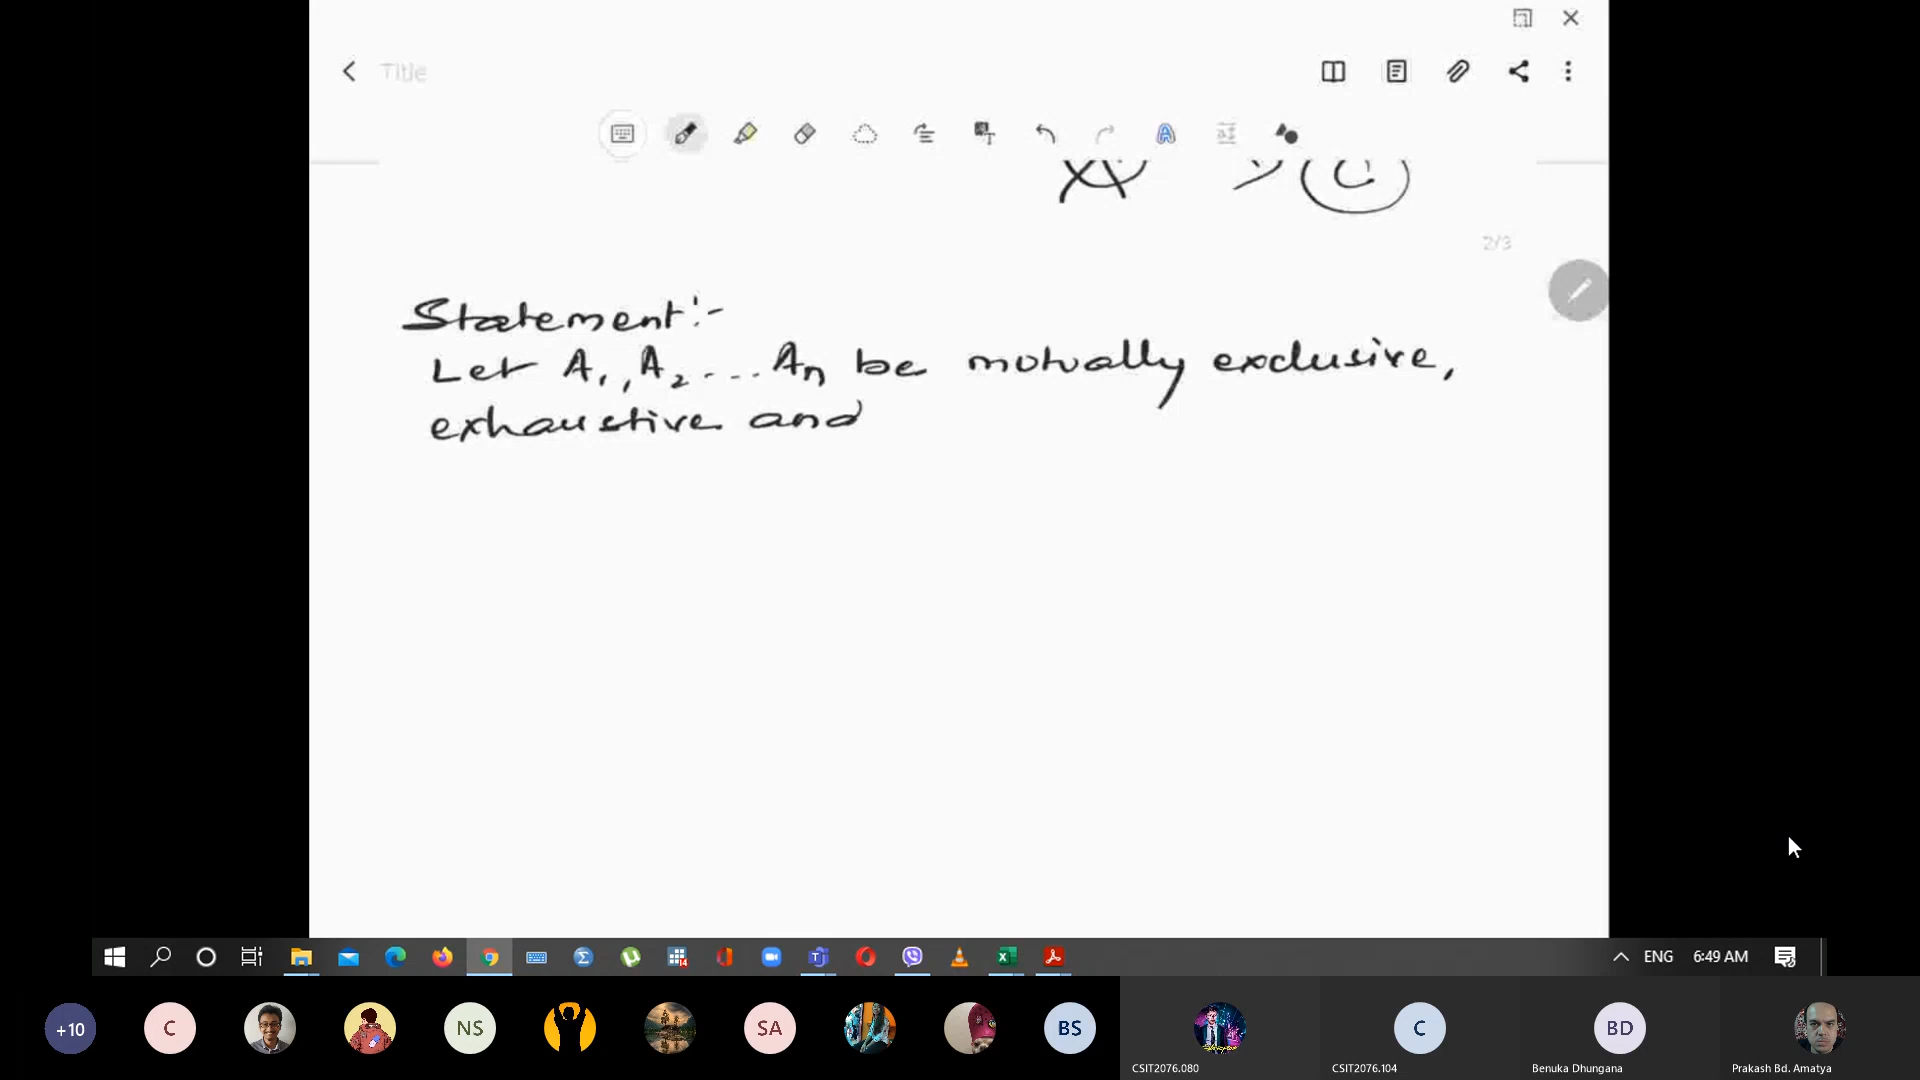 Title
2/3
Statement:-
Let A1, A2.... An be mutually exclusive,
exhaustive and
ENG 6:49 AM
+10 C NS SA BS C BD
CSIT2076.080 CSIT2076.104 Benuka Dhungana Prakash Bd. Amatya